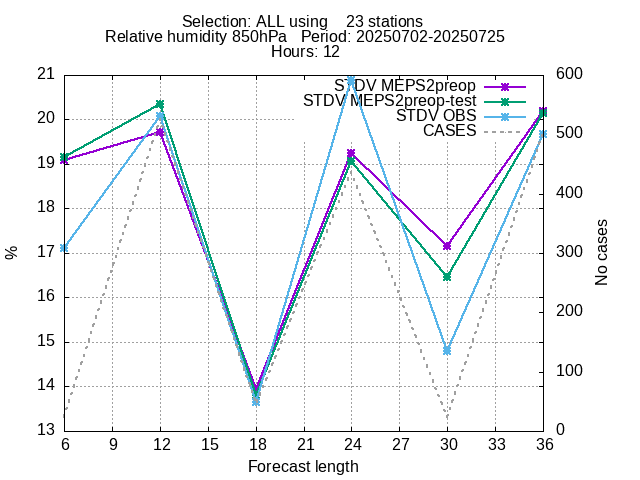 Selection: ALL using    23 stations
Relative humidity 850hPa   Period: 20250702-20250725
Hours: 12
STDV MEPS2preop
STDV MEPS2preop-test
STDV OBS
CASES
21
20
19
18
17
16
15
14
13
600
500
400
300
200
100
0
%
No cases
6 9 12 15 18 21 24 27 30 33 36
Forecast length